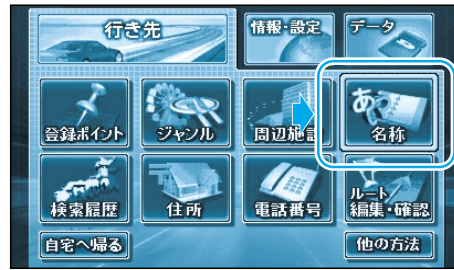 行き先
情報・設定
データ
登録ポイント
ジャンル
周辺施設
あ
名称
検索履歴
住所
電話番号
ルート
編集・確認
自宅へ帰る
他の方法